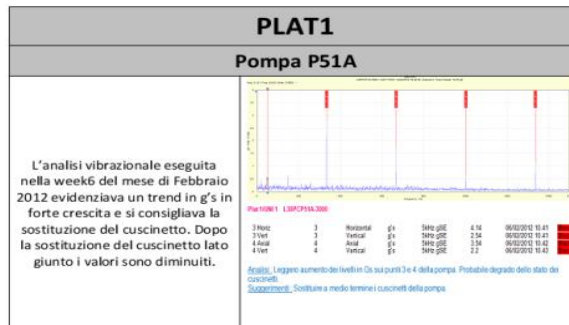 PLAT1
Pompa P51A
L'analisi vibrazionale eseguita
nella week6 del mese di Febbraio
2012 evidenziava un trend in g's in
forte crescita e si consigliava la
sostituzione del cuscinetto. Dopo
la sostituzione del cuscinetto lato
giunto i valori sono diminuiti.
3 Horiz 3 Horizontal g's 5kHz gSE 4.14 06/02/2012 10.41
3 Vert 3 Vertical g's 5kHz gSE 2.54 06/02/2012 10.41
4 Axial 4 Axial g's 5kHz gSE 3.54 06/02/2012 10.42
4 Vert 4 Vertical g's 5kHz gSE 2.2 06/02/2012 10.43
Analisi: Leggero aumento dei livelli in Gs sui punti 3 e 4 della pompa. Probabile degrado dello stato dei
cuscinetti.
Suggerimenti: Sostituire a medio termine i cuscinetti della pompa.